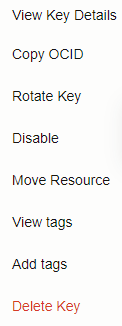 View Key Details
Copy OCID
Rotate Key
Disable
Move Resource
View tags
Add tags
Delete Key